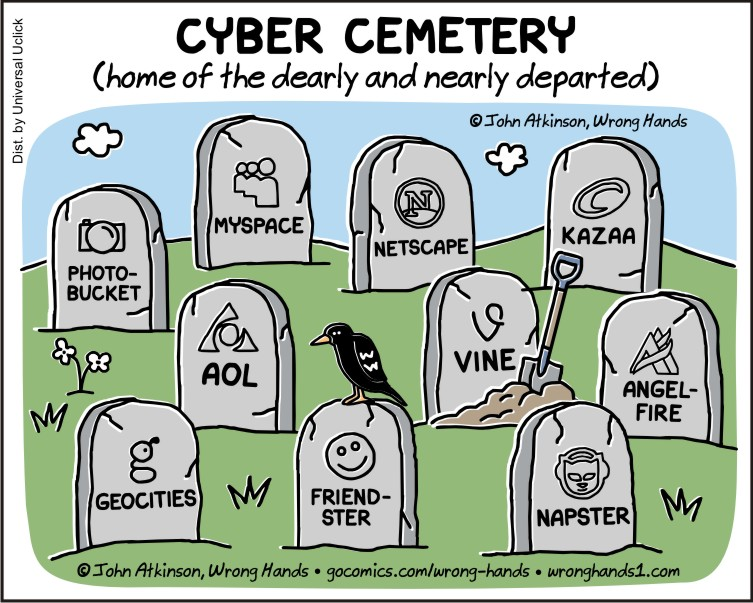 CYBER CEMETERY
(home of the dearly and nearly departed)
Dist. by Universal Uclick
© John Atkinson, Wrong Hands
MYSPACE
N
NETSCAPE
KAZAA
PHOTO-
BUCKET
AOL
VINE
ANGEL-
FIRE
GEOCITIES
FRIEND-
STER
NAPSTER
© John Atkinson, Wrong Hands • gocomics.com/wrong-hands • wronghands1.com